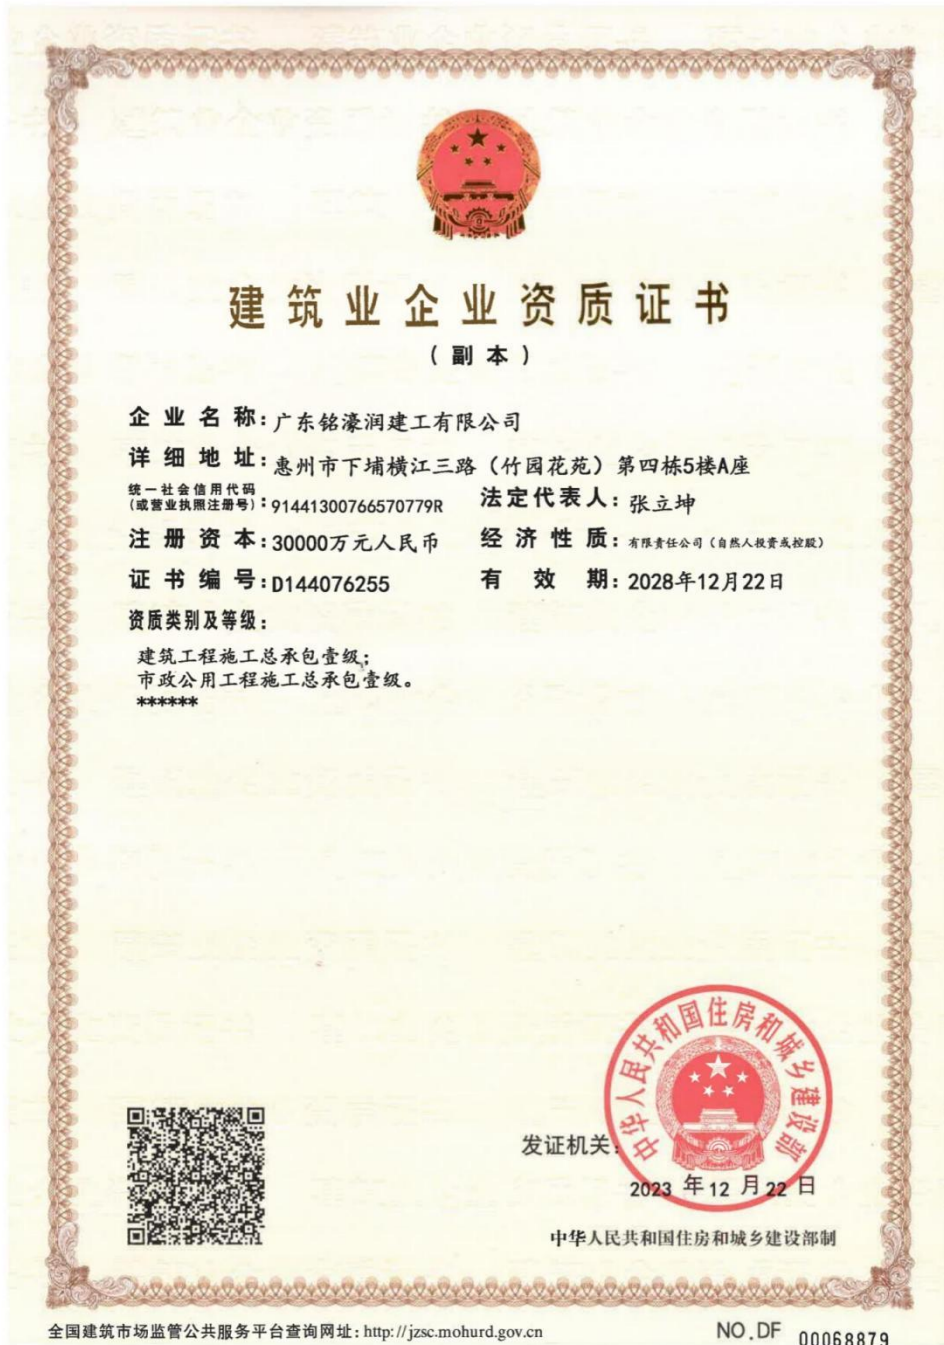 建筑业企业资质证书
（副本）
企业名称：广东铭濠润建工有限公司
详细地址：惠州市下埔横江三路（竹园花苑）第四栋5楼A座
统一社会信用代码
(或营业执照注册号)：91441300766570779R 法定代表人：张立坤
注册资本：30000万元人民币 经济性质：有限责任公司（自然人投资或控股）
证书编号：D144076255 有效期：2028年12月22日
资质类别及等级：
建筑工程施工总承包壹级；
市政公用工程施工总承包壹级。
******
中华人民共和国住房和城乡建设部
发证机关：
2023 年 12 月 22 日
中华人民共和国住房和城乡建设部制
全国建筑市场监管公共服务平台查询网址：http://jzsc.mohurd.gov.cn
NO.DF 00068879